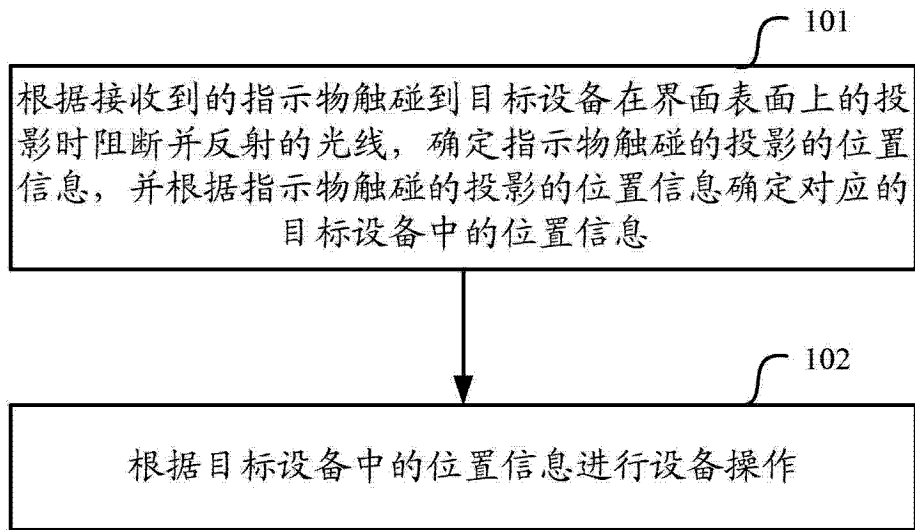 101
根据接收到的指示物触碰到目标设备在界面表面上的投
影时阻断并反射的光线，确定指示物触碰的投影的位置
信息，并根据指示物触碰的投影的位置信息确定对应的
目标设备中的位置信息
102
根据目标设备中的位置信息进行设备操作